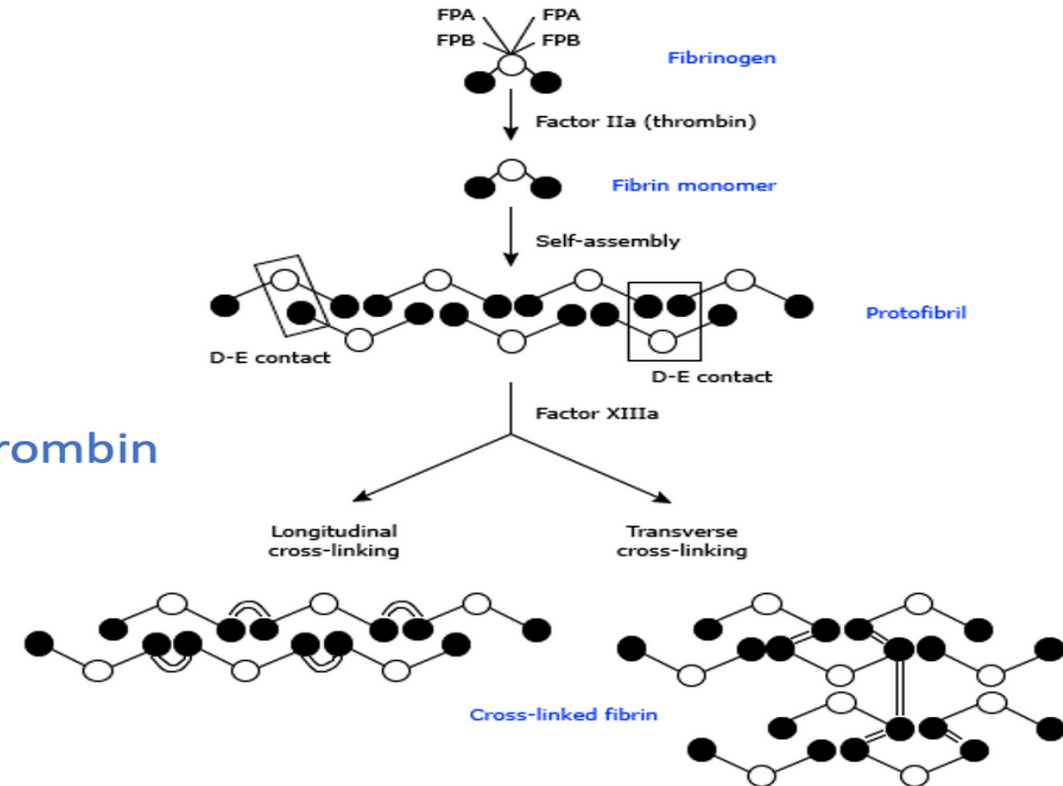 FPA FPA
FPB FPB
Fibrinogen
Factor IIa (thrombin)
Fibrin monomer
Self-assembly
Protofibril
D-E contact
D-E contact
Factor XIIIa
rombin
Longitudinal
cross-linking
Transverse
cross-linking
Cross-linked fibrin